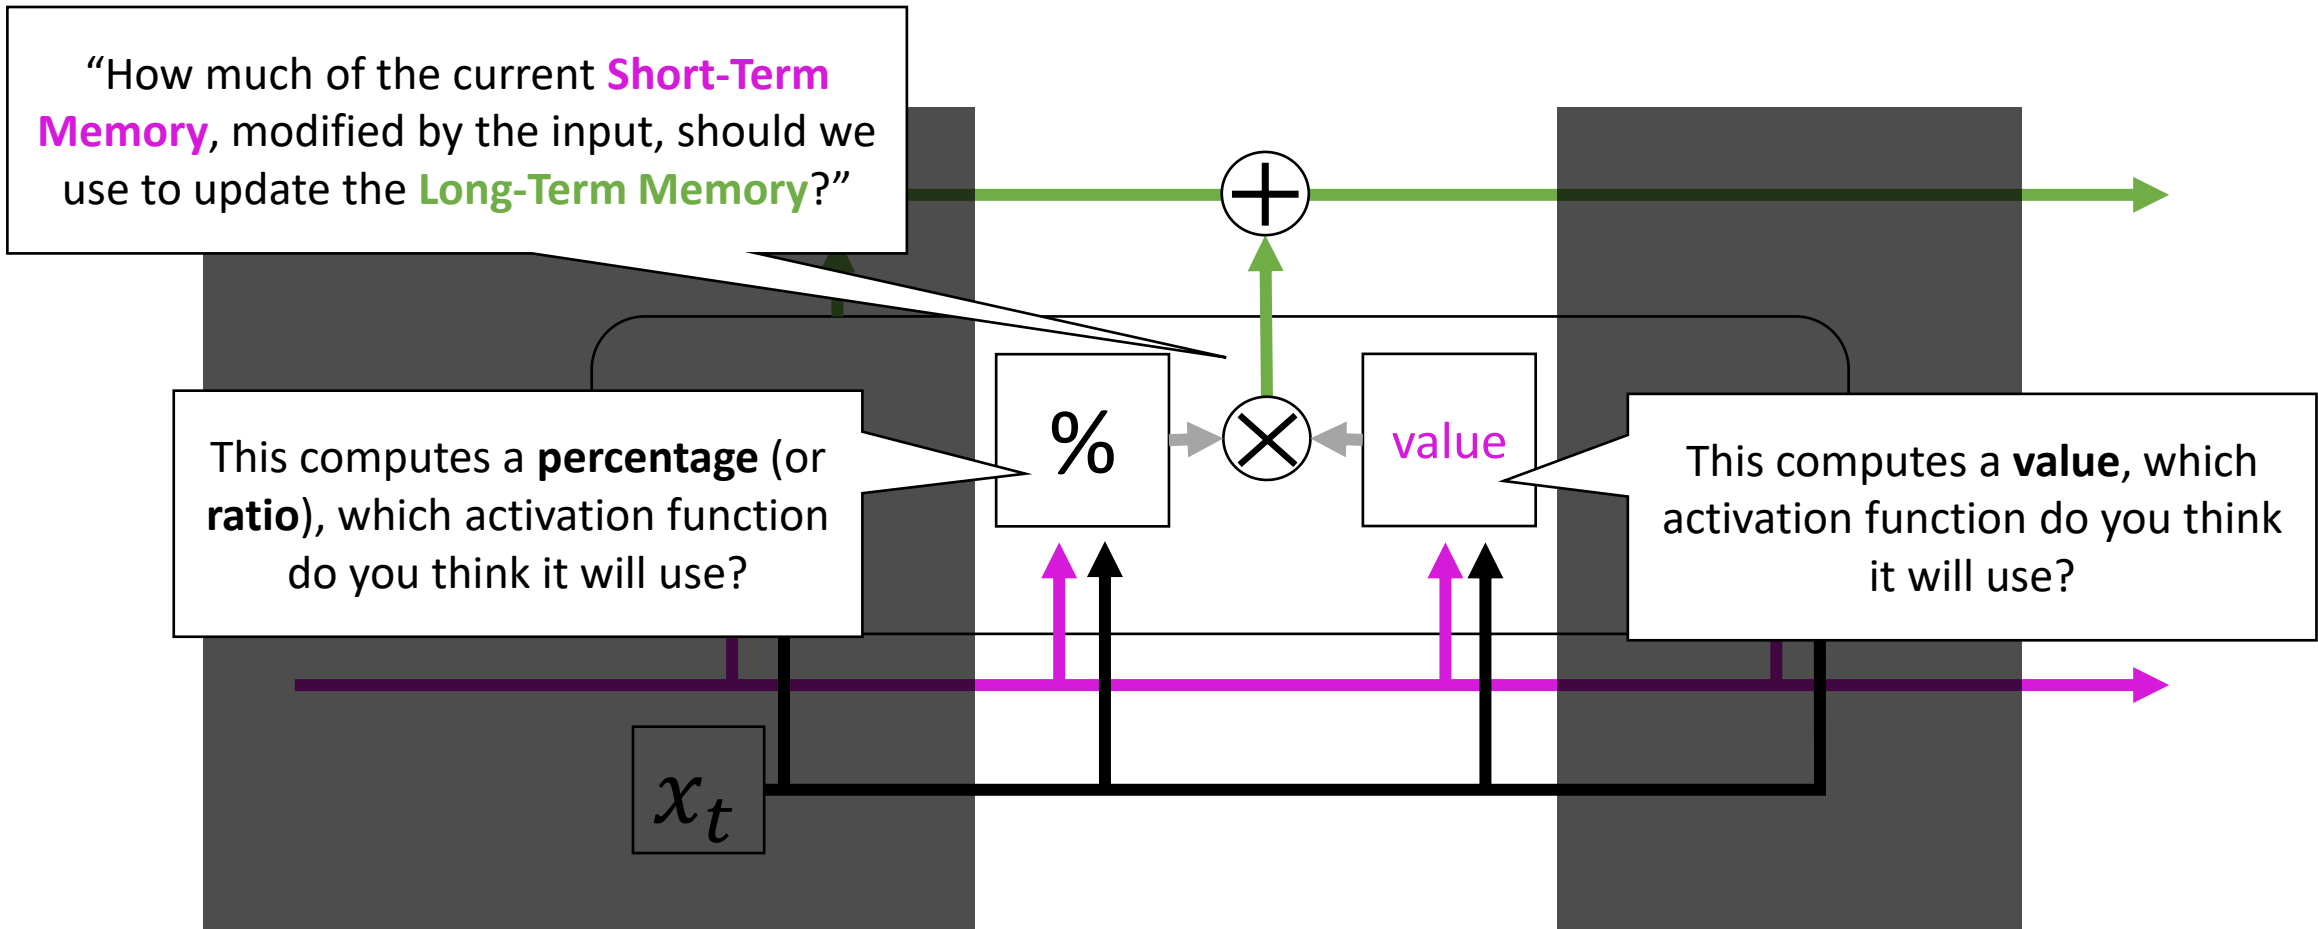 “How much of the current Short-Term
Memory, modified by the input, should we
use to update the Long-Term Memory?”
This computes a percentage (or
ratio), which activation function
do you think it will use?
%
value
This computes a value, which
activation function do you think
it will use?
x_t